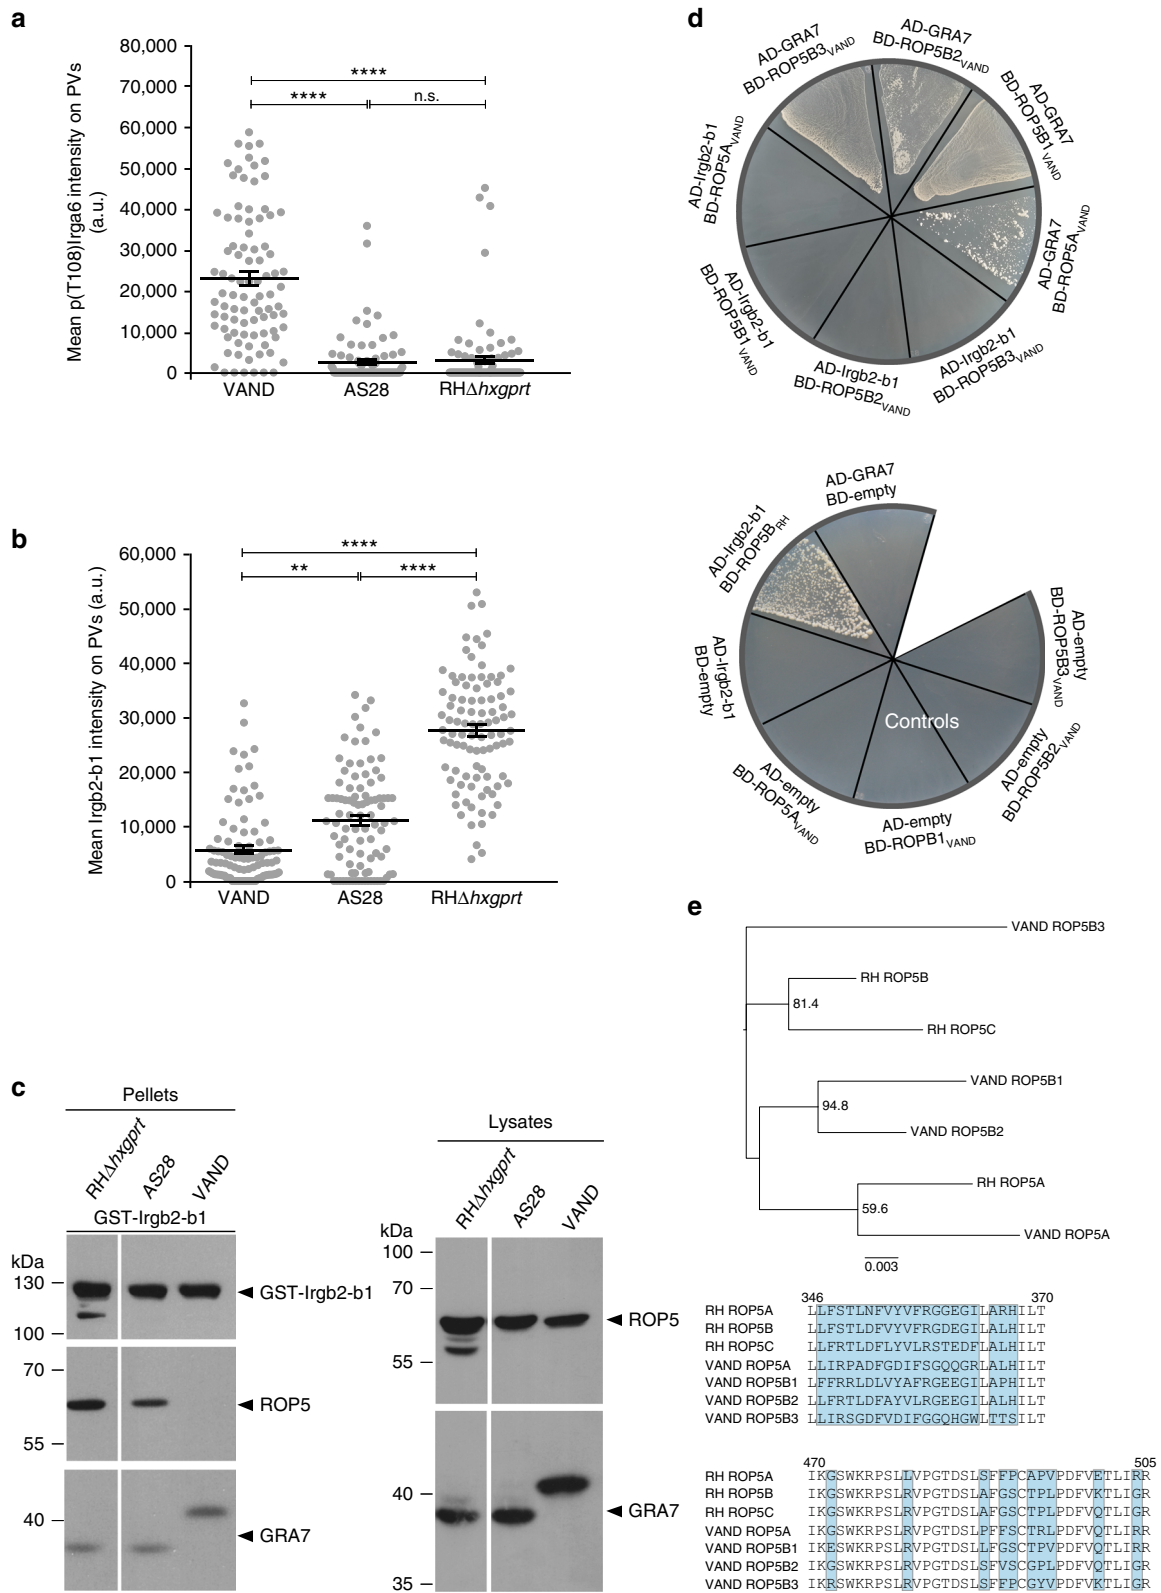 a
Mean p(T108)Irga6 intensity on PVs
(a.u.)
80,000
70,000
60,000
50,000
40,000
30,000
20,000
10,000
0
****
****
n.s.
VAND
AS28
RHΔhxgprt
b
Mean Irgb2-b1 intensity on PVs (a.u.)
60,000
50,000
40,000
30,000
20,000
10,000
0
****
**
****
VAND
AS28
RHΔhxgprt
c
Pellets
RHΔhxgprt
AS28
VAND
GST-Irgb2-b1
kDa
130
100
GST-Irgb2-b1
70
55
ROP5
40
GRA7
Lysates
RHΔhxgprt
AS28
VAND
kDa
100
70
55
ROP5
40
35
GRA7
d
AD-GRA7
BD-ROP5B3VAND
AD-GRA7
BD-ROP5B2VAND
AD-GRA7
BD-ROP5B1VAND
AD-GRA7
BD-ROP5AVAND
AD-Irgb2-b1
BD-ROP5B3VAND
AD-Irgb2-b1
BD-ROP5B2VAND
AD-Irgb2-b1
BD-ROP5B1VAND
AD-Irgb2-b1
BD-ROP5AVAND
AD-GRA7
BD-empty
AD-Irgb2-b1
BD-ROP5BRH
AD-Irgb2-b1
BD-empty
AD-empty
BD-ROP5AVAND
AD-empty
BD-ROPB1VAND
AD-empty
BD-ROP5B2VAND
AD-empty
BD-ROP5B3VAND
Controls
e
VAND ROP5B3
RH ROP5B
81.4
RH ROP5C
VAND ROP5B1
94.8
VAND ROP5B2
RH ROP5A
59.6
VAND ROP5A
0.003
346 370
RH ROP5A LLFSTLNFVYVFRGGEGILARHILT
RH ROP5B LLFSTLDFVYVFRGDEGILALHILT
RH ROP5C LLFRTLDFLYVLRSTEDFLALHILT
VAND ROP5A LLIRPADFGDIFSGQQGRLALHILT
VAND ROP5B1 LFFRRLDLVYAFRGEEGILAPHILT
VAND ROP5B2 LLFRTLDFAYVLRGEEGILALHILT
VAND ROP5B3 LLIRSGDFVDIFGGQHGWLTTSILT
470 505
RH ROP5A IKGSWKRPSLLVPGTDSLSFFPCAPVPDFVETLIRR
RH ROP5B IKGSWKRPSLRVPGTDSLAFGSCTPLPDFVKTLIGR
RH ROP5C IKGSWKRPSLRVPGTDSLAFGSCTPLPDFVQTLIGR
VAND ROP5A IKGSWKRPSLRVPGTDSLPFFSCTRLPDFVQTLIRR
VAND ROP5B1 IKESWKRPSLRVPGTDSLLFGSCTPVPDFVQTLIRR
VAND ROP5B2 IKGSWKRPSLRVPGTDSLSFVSCGPLPDFVQTLIGR
VAND ROP5B3 IKRSWKRPSLRVPGTDSLSFFPCGYVPDFVKTLIGR